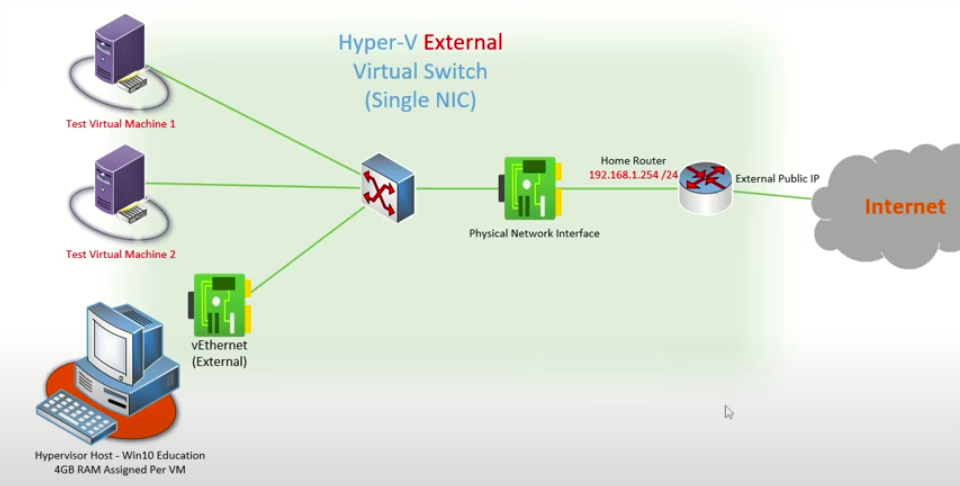 Hyper-V External
Virtual Switch
(Single NIC)
Test Virtual Machine 1
Test Virtual Machine 2
vEthernet
(External)
Hypervisor Host - Win10 Education
4GB RAM Assigned Per VM
Physical Network Interface
Home Router
192.168.1.254 /24
External Public IP
Internet